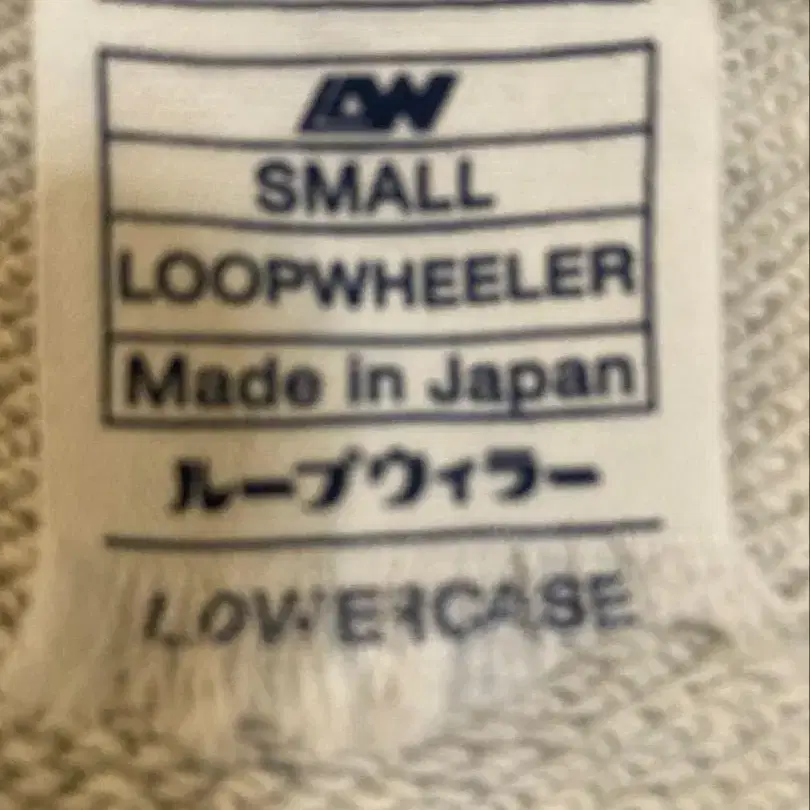 LW
SMALL
LOOPWHEELER
Made in Japan
ループウィラー
LOWERCASE